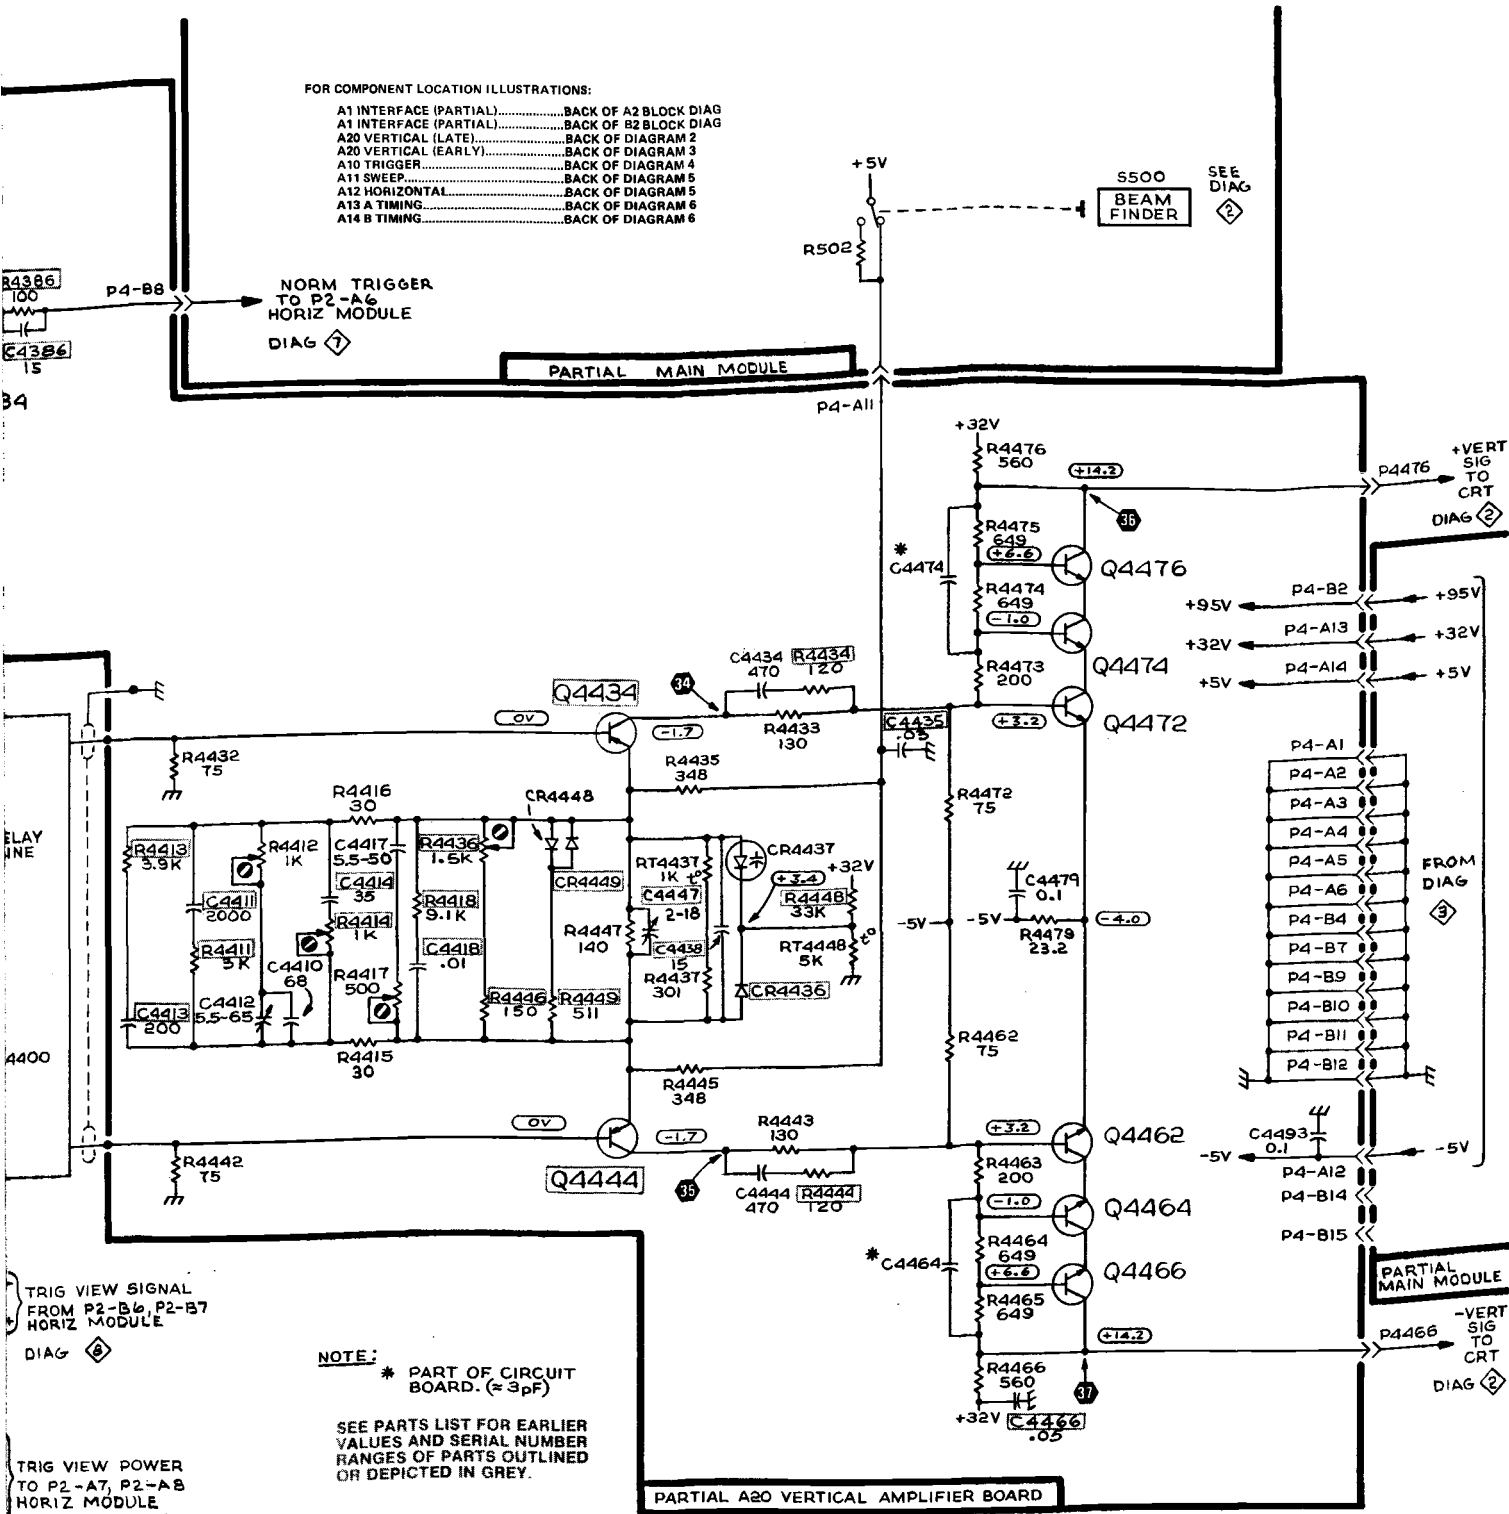 FOR COMPONENT LOCATION ILLUSTRATIONS:
A1 INTERFACE (PARTIAL)..............BACK OF A2 BLOCK DIAG
A1 INTERFACE (PARTIAL)..............BACK OF B2 BLOCK DIAG
A20 VERTICAL (LATE)..............BACK OF DIAGRAM 2
A20 VERTICAL (EARLY)..............BACK OF DIAGRAM 3
A10 TRIGGER..............BACK OF DIAGRAM 4
A11 SWEEP..............BACK OF DIAGRAM 5
A12 HORIZONTAL..............BACK OF DIAGRAM 5
A13 A TIMING..............BACK OF DIAGRAM 6
A14 B TIMING..............BACK OF DIAGRAM 6
+5V
S500
BEAM
FINDER
SEE
DIAG
2
R502
R4386
100
C4386
15
34
P4-B8
NORM TRIGGER
TO P2-A6
HORIZ MODULE
DIAG 7
PARTIAL MAIN MODULE
P4-A11
+32V
R4476
560
+14.2
P4476
+VERT
SIG
TO
CRT
DIAG 2
36
R4475
649
+6.6
*
C4474
Q4476
R4474
649
-1.0
Q4474
R4473
200
+3.2
Q4472
P4-B2
+95V
+95V
P4-A13
+32V
+32V
P4-A14
+5V
+5V
C4434
470
R4434
120
34
Q4434
0V
-1.7
R4433
130
C4435
.05
R4432
75
R4435
348
R4472
75
ELAY
INE
4400
R4416
30
CR4448
R4413
3.9K
R4412
1K
C4417
5.5-50
R4436
1.5K
CR4449
RT4437
1K
t°
CR4437
+3.4
+32V
C4411
2000
C4414
35
R4418
9.1K
C4447
2-18
R4448
33K
R4411
3K
R4414
1K
C4418
.01
R4447
140
C4438
15
RT4448
5K
t°
C4410
68
R4417
500
R4437
301
CR4436
C4413
200
C4412
5.5-65
R4446
150
R4449
511
R4415
30
-5V
-5V
C4479
0.1
R4479
23.2
-4.0
R4462
75
P4-A1
P4-A2
P4-A3
P4-A4
P4-A5
P4-A6
P4-B4
P4-B7
P4-B9
P4-B10
P4-B11
P4-B12
FROM
DIAG
3
R4445
348
0V
-1.7
Q4444
R4442
75
R4443
130
35
C4444
470
R4444
120
+3.2
Q4462
R4463
200
-1.0
Q4464
*
C4464
R4464
649
+6.6
Q4466
R4465
649
+14.2
37
R4466
560
+32V
C4466
.05
C4493
0.1
-5V
-5V
P4-A12
P4-B14
P4-B15
PARTIAL
MAIN MODULE
P4466
-VERT
SIG
TO
CRT
DIAG 2
TRIG VIEW SIGNAL
FROM P2-B6, P2-B7
HORIZ MODULE
DIAG 8
NOTE:
* PART OF CIRCUIT
BOARD. (≈3pF)
SEE PARTS LIST FOR EARLIER
VALUES AND SERIAL NUMBER
RANGES OF PARTS OUTLINED
OR DEPICTED IN GREY.
TRIG VIEW POWER
TO P2-A7, P2-A8
HORIZ MODULE
PARTIAL A20 VERTICAL AMPLIFIER BOARD